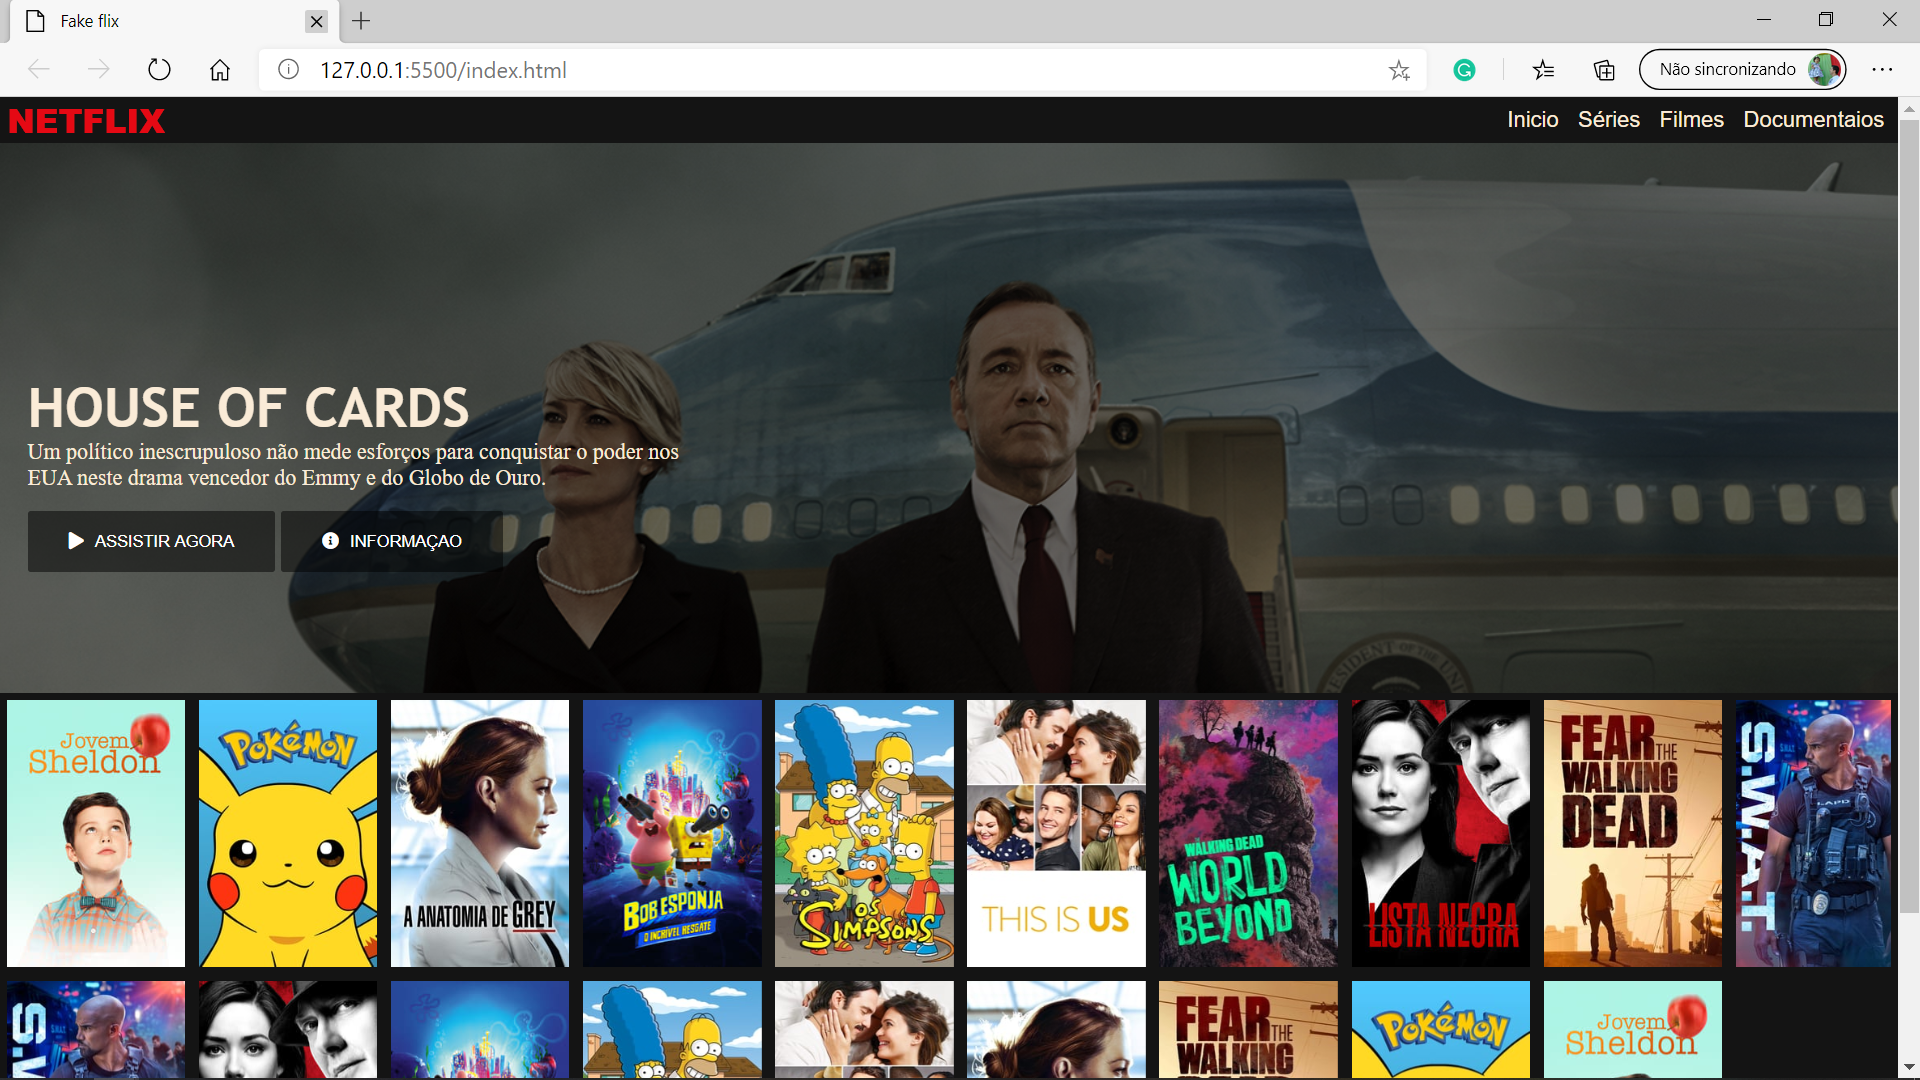 Fake flix
127.0.0.1:5500/index.html
Não sincronizando
NETFLIX
Inicio Séries Filmes Documentaios
HOUSE OF CARDS
Um político inescrupuloso não mede esforços para conquistar o poder nos
EUA neste drama vencedor do Emmy e do Globo de Ouro.
ASSISTIR AGORA
INFORMAÇAO
Jovem
Sheldon
POKéMON
A ANATOMIA DE GREY
BOB ESPONJA
O INCRÍVEL RESGATE
OS
SIMPSONS
THIS IS US
WALKING DEAD
WORLD
BEYOND
LISTA NEGRA
FEAR THE
WALKING
DEAD
S.W.A.T.
LAPD
POKéMON
Jovem
Sheldon
FEAR THE
WALKING